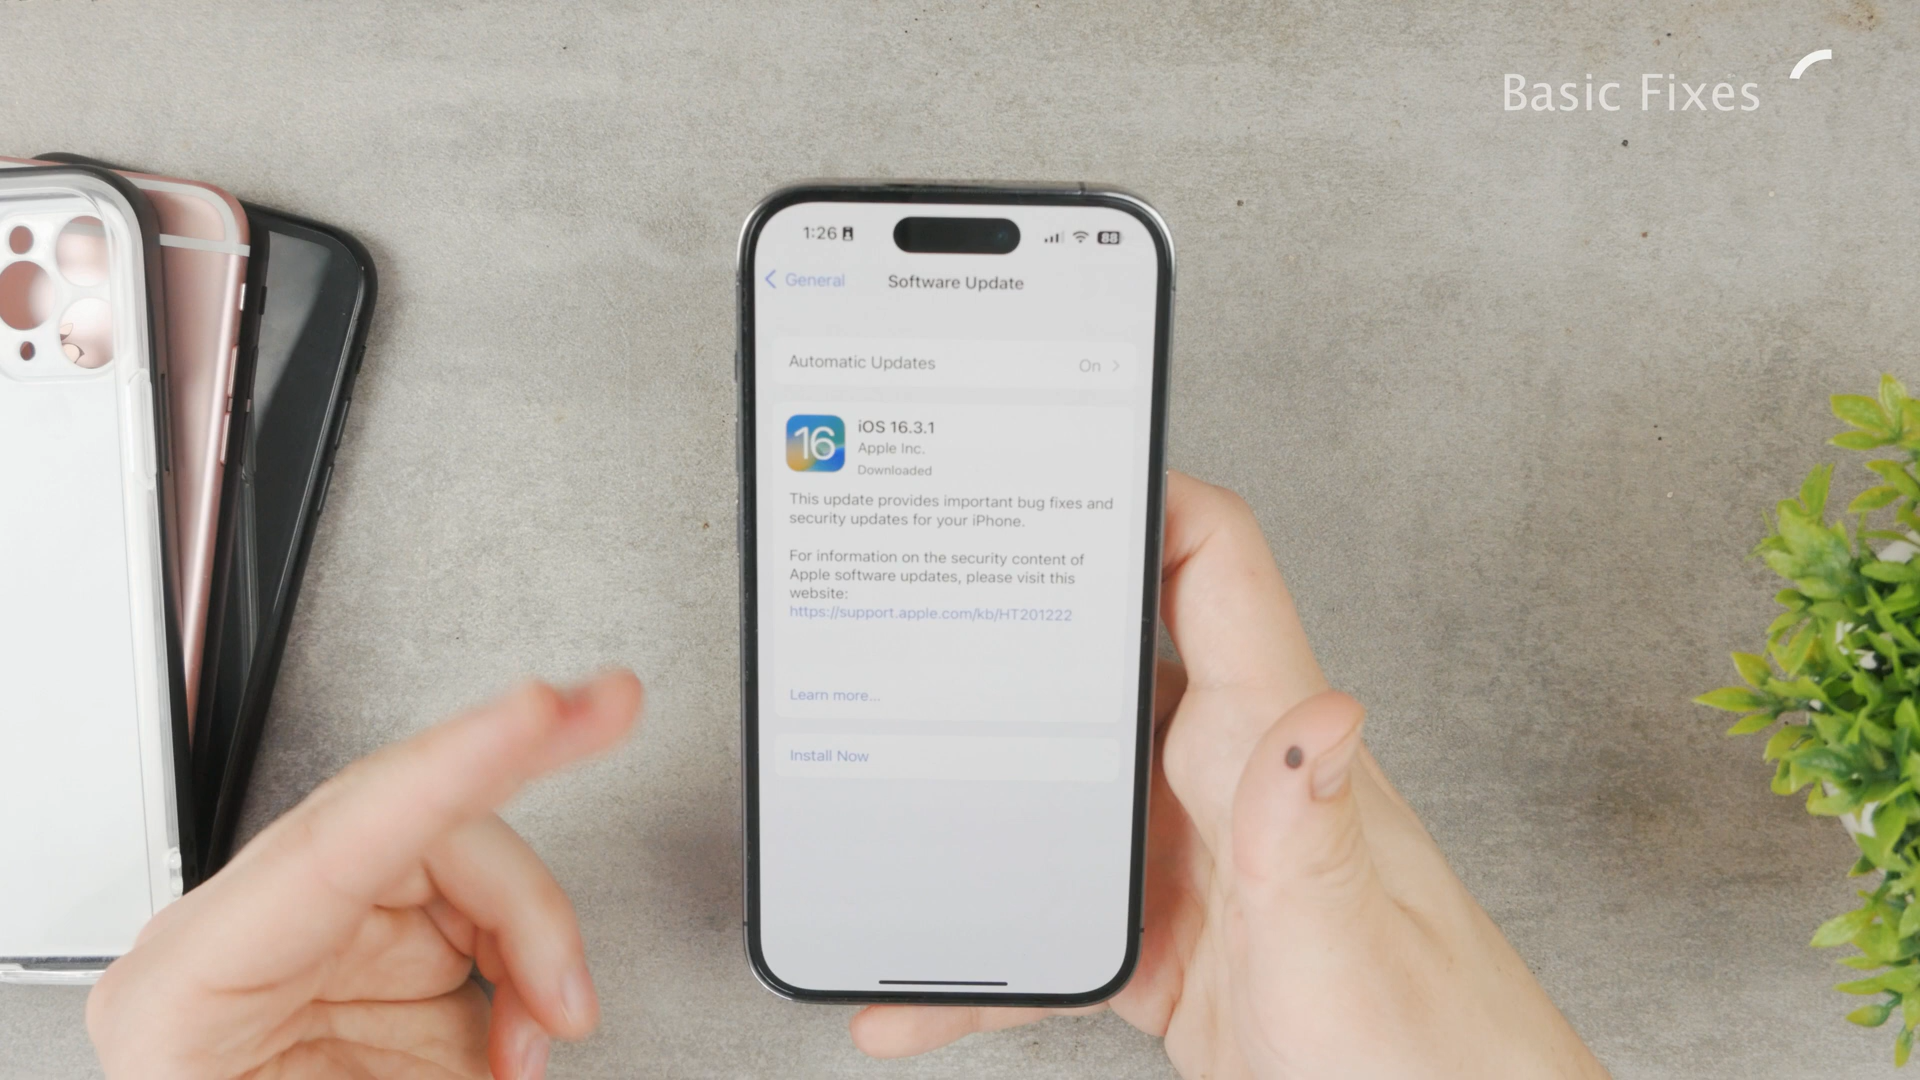 Basic Fixes
1:26
88
General
Software Update
Automatic Updates
On
16
iOS 16.3.1
Apple Inc.
Downloaded
This update provides important bug fixes and
security updates for your iPhone.
For information on the security content of
Apple software updates, please visit this
website:
https://support.apple.com/kb/HT201222
Learn more...
Install Now